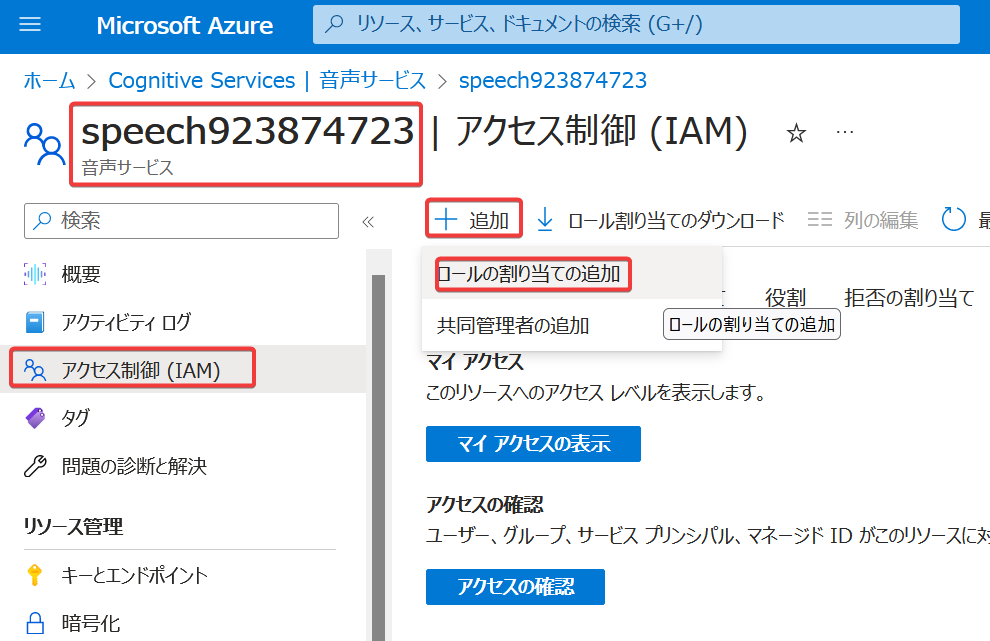 Microsoft Azure
リソース、サービス、ドキュメントの検索 (G+/)
ホーム > Cognitive Services | 音声サービス > speech923874723
speech923874723 | アクセス制御 (IAM) ☆ …
音声サービス
検索 «
+ 追加 ロール割り当てのダウンロード 列の編集
概要
ロールの割り当ての追加
役割 拒否の割り当て
アクティビティ ログ
共同管理者の追加
ロールの割り当ての追加
アクセス制御 (IAM)
マイ アクセス
このリソースへのアクセス レベルを表示します。
タグ
マイ アクセスの表示
問題の診断と解決
アクセスの確認
リソース管理
ユーザー、グループ、サービス プリンシパル、マネージド ID がこのリソースに
キーとエンドポイント
アクセスの確認
暗号化